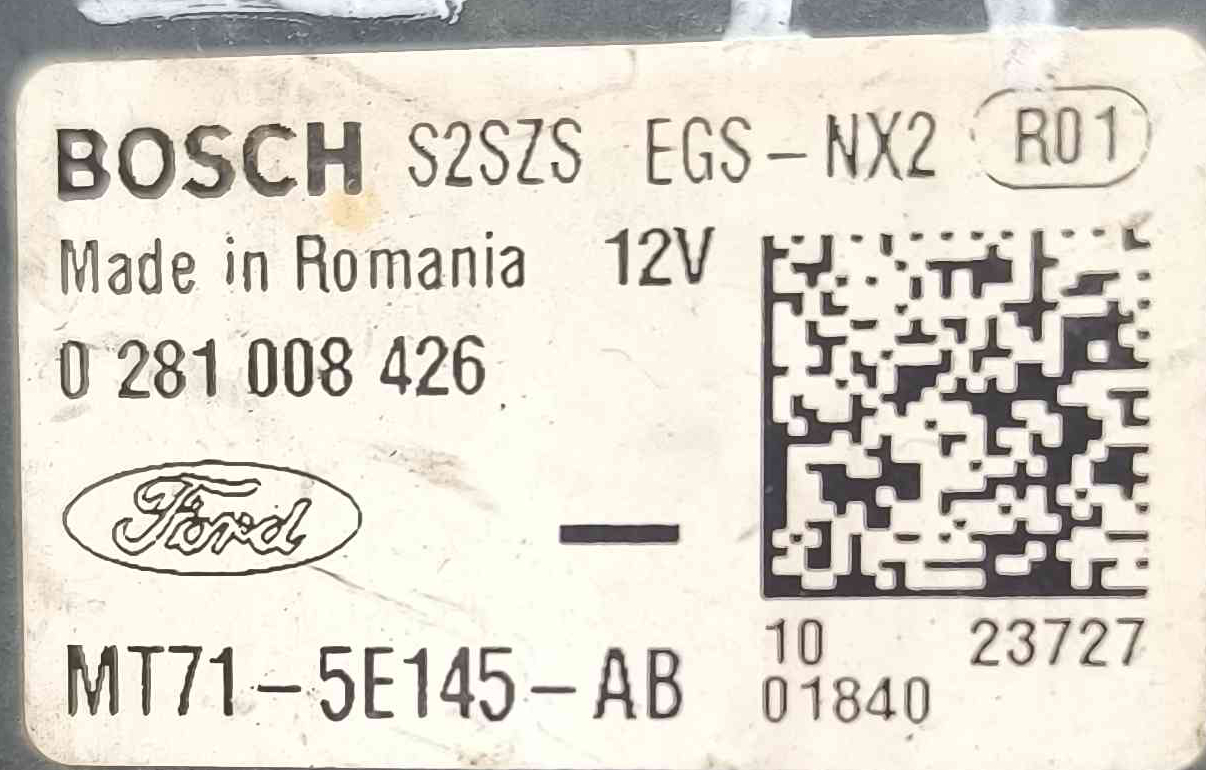 BOSCH S2SZS EGS-NX2 R01
Made in Romania 12V
0 281 008 426
Ford
MT71-5E145-AB
10 23727
01840